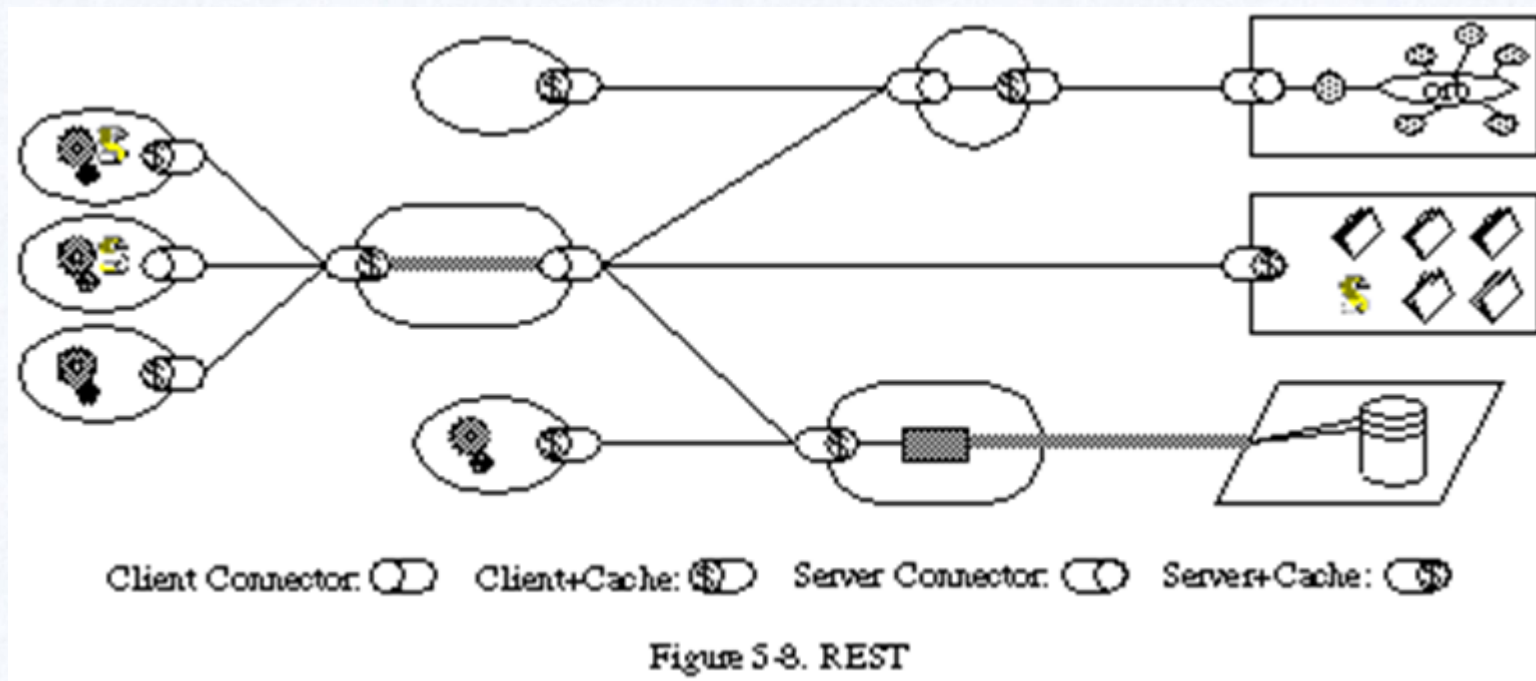 Client Connector:
Client+Cache:
Server Connector:
Server+Cache:
Figure 5-8. REST